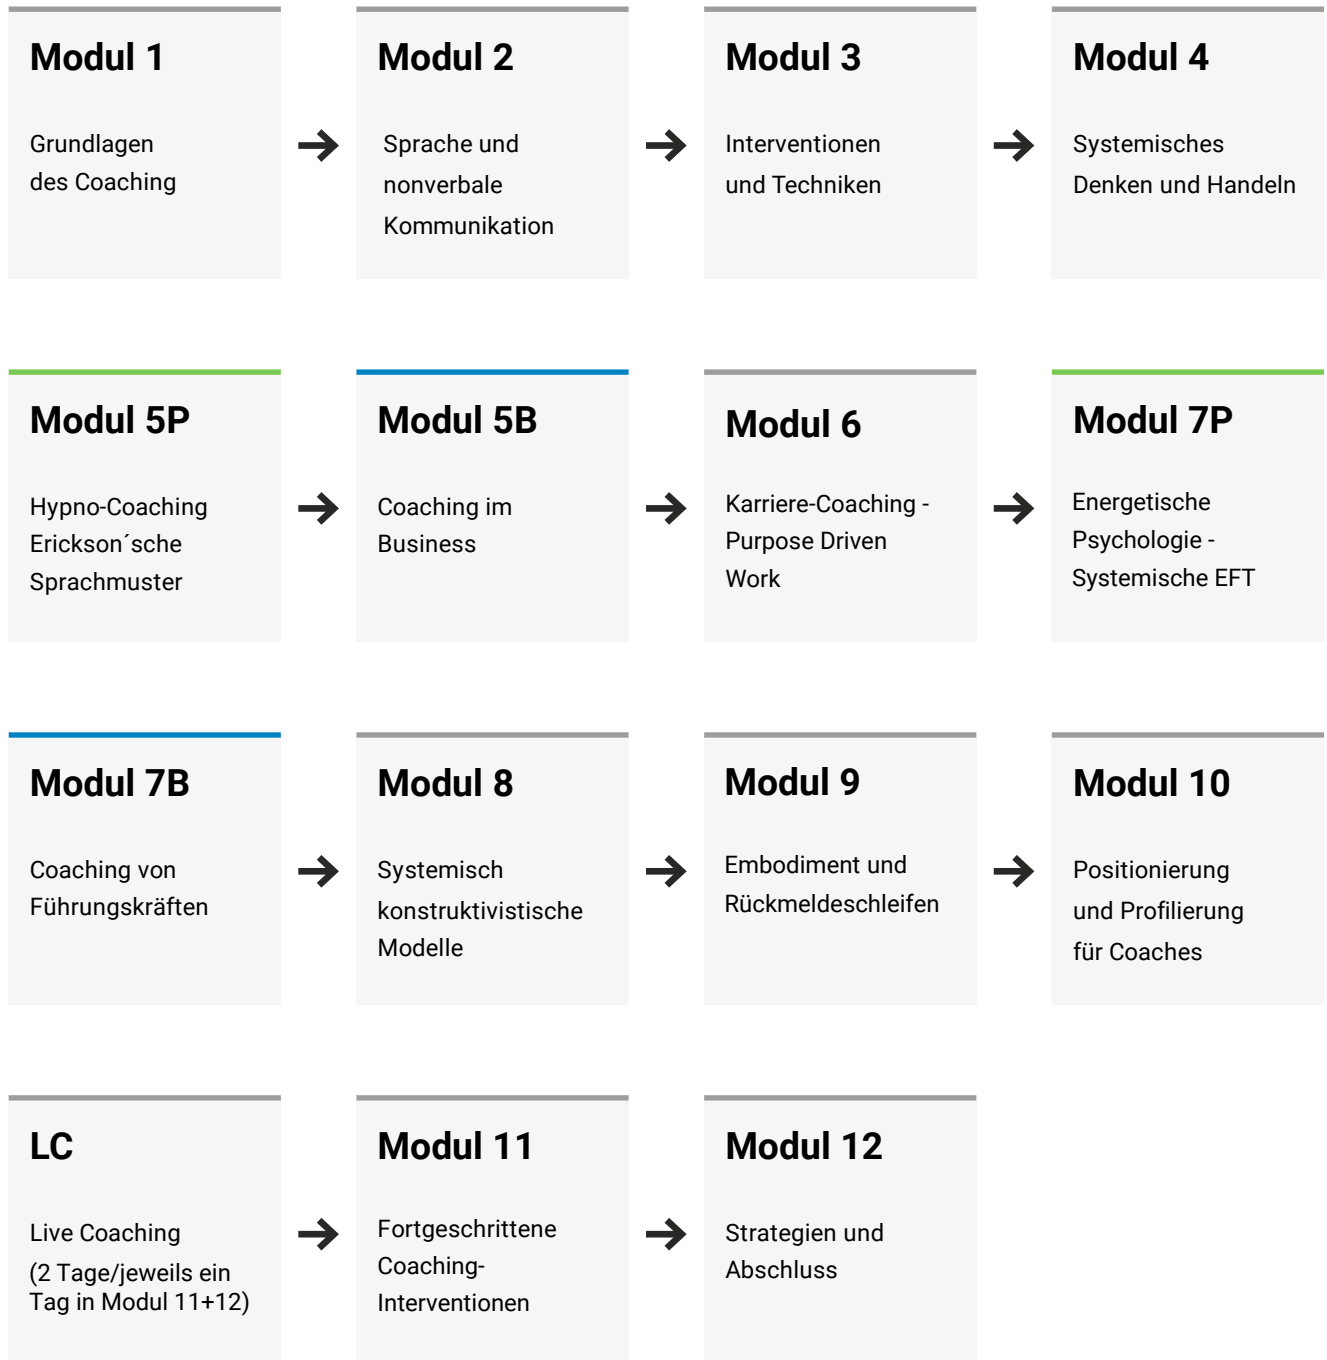 Modul 1
Grundlagen
des Coaching
Modul 2
Sprache und
nonverbale
Kommunikation
Modul 3
Interventionen
und Techniken
Modul 4
Systemisches
Denken und Handeln
Modul 5P
Hypno-Coaching
Erickson´sche
Sprachmuster
Modul 5B
Coaching im
Business
Modul 6
Karriere-Coaching -
Purpose Driven
Work
Modul 7P
Energetische
Psychologie -
Systemische EFT
Modul 7B
Coaching von
Führungskräften
Modul 8
Systemisch
konstruktivistische
Modelle
Modul 9
Embodiment und
Rückmeldeschleifen
Modul 10
Positionierung
und Profilierung
für Coaches
LC
Live Coaching
(2 Tage/jeweils ein
Tag in Modul 11+12)
Modul 11
Fortgeschrittene
Coaching-
Interventionen
Modul 12
Strategien und
Abschluss